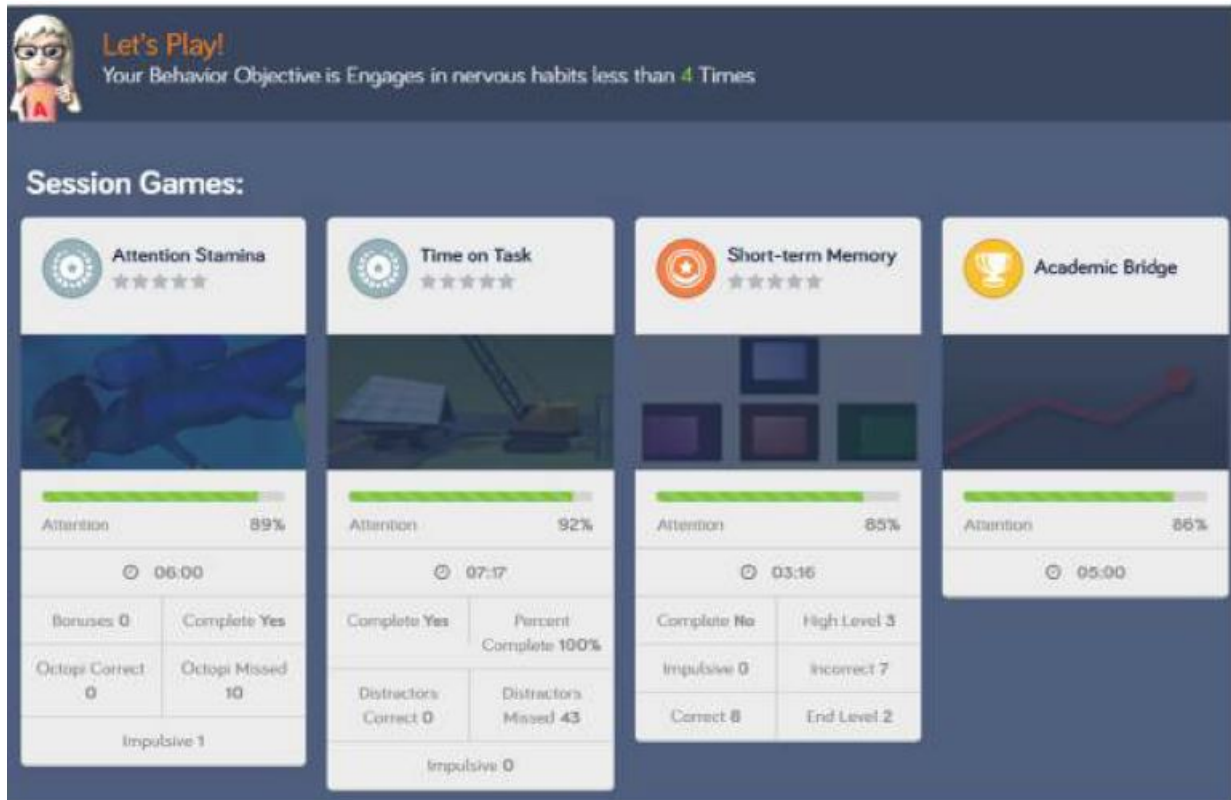 Let's Play!
Your Behavior Objective is Engages in nervous habits less than 4 Times
A
Session Games:
Attention Stamina
Attention 89%
06:00
Bonuses 0 Complete Yes
Octopi Correct Octopi Missed
0 10
Impulsive 1
Time on Task
Attention 92%
07:17
Complete Yes Percent
Complete 100%
Distractors Distractors
Correct 0 Missed 43
Impulsive 0
Short-term Memory
Attention 85%
03:16
Complete No High Level 3
Impulsive 0 Incorrect 7
Correct 8 End Level 2
Academic Bridge
Attention 86%
05:00